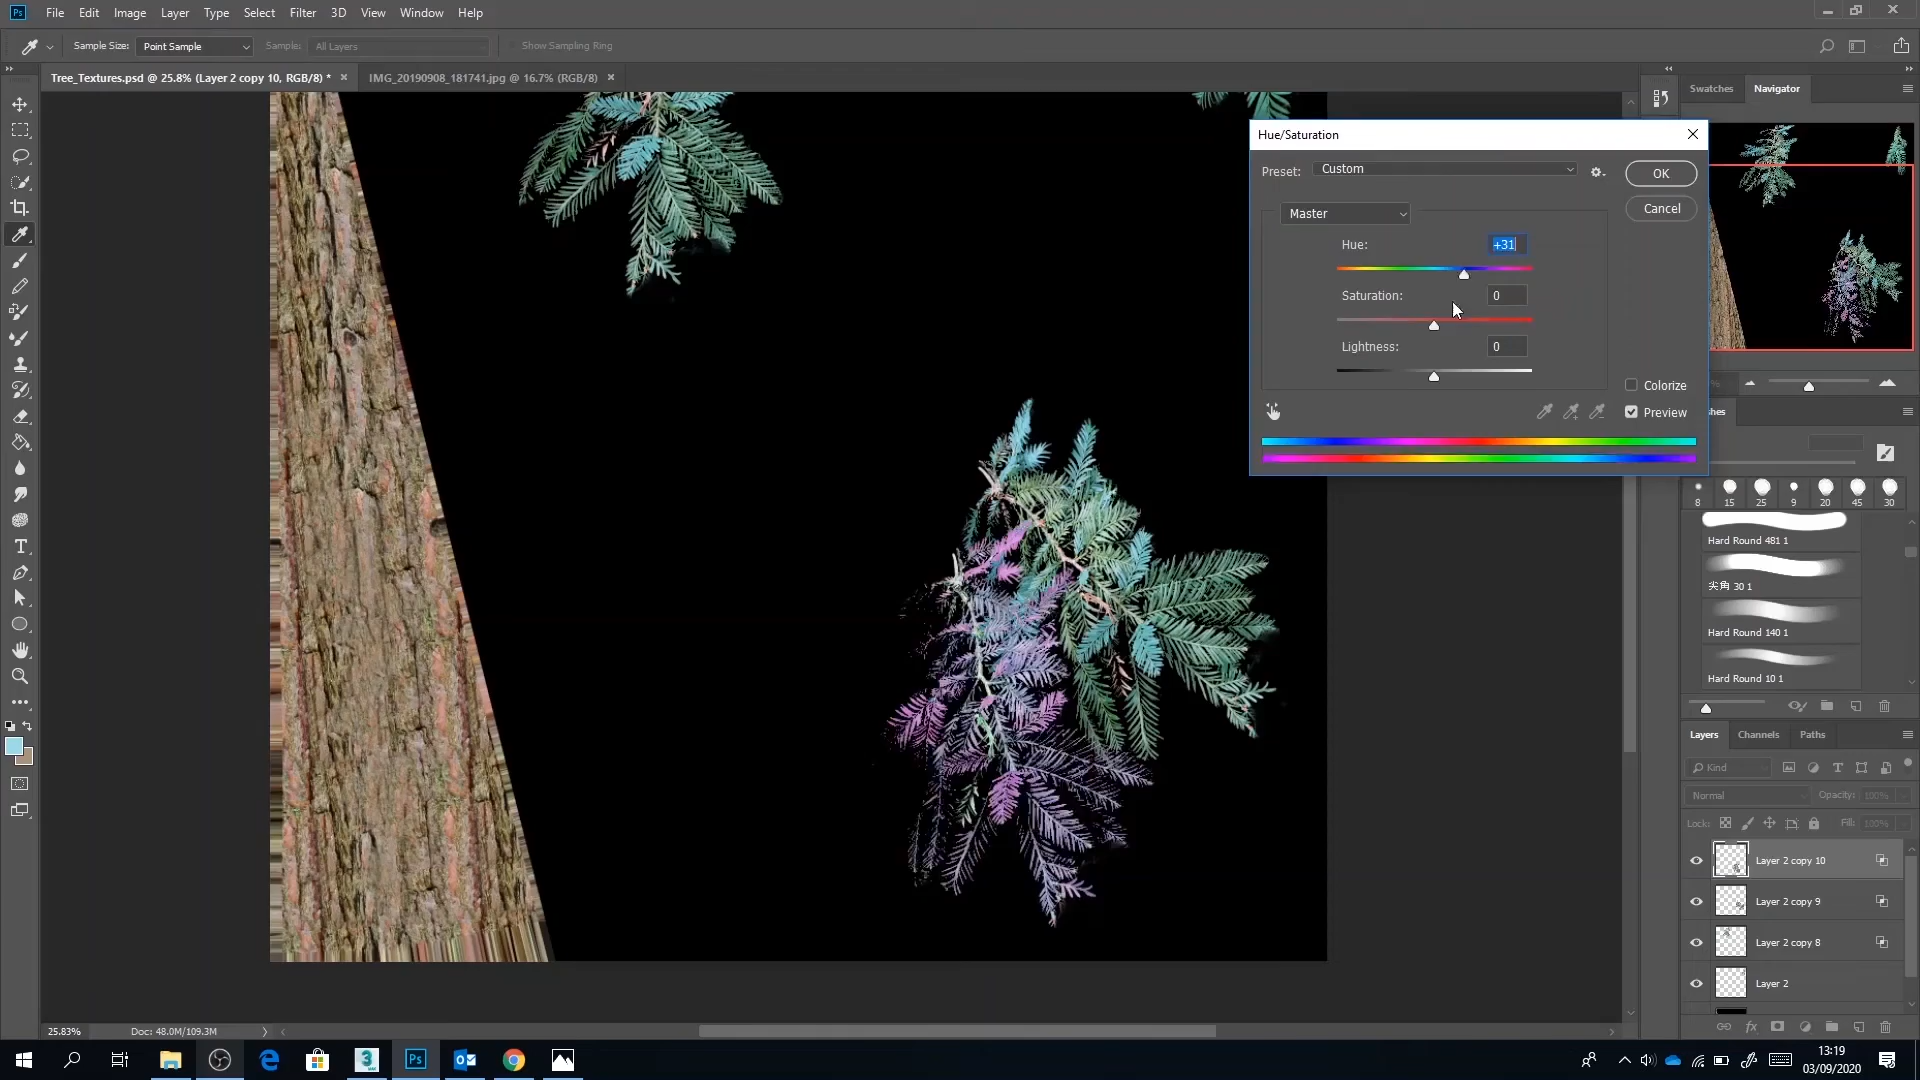 Ps File Edit Image Layer Type Select Filter 3D View Window Help
Sample Size: Point Sample Sample: All Layers Show Sampling Ring
Tree_Textures.psd @ 25.8% (Layer 2 copy 10, RGB/8) * × IMG_20190908_181741.jpg @ 16.7% (RGB/8) ×
Swatches Navigator
Hue/Saturation
Preset: Custom OK
Cancel
Master
Hue: +31
Saturation: 0
Lightness: 0
Colorize
Preview
8 15 25 9 20 45 30
Hard Round 481 1
尖角 30 1
Hard Round 140 1
Hard Round 10 1
Layers Channels Paths
Kind
Normal Opacity: 100%
Lock: Fill: 100%
Layer 2 copy 10
Layer 2 copy 9
Layer 2 copy 8
Layer 2
25.83% Doc: 48.0M/109.3M
13:19
03/09/2020